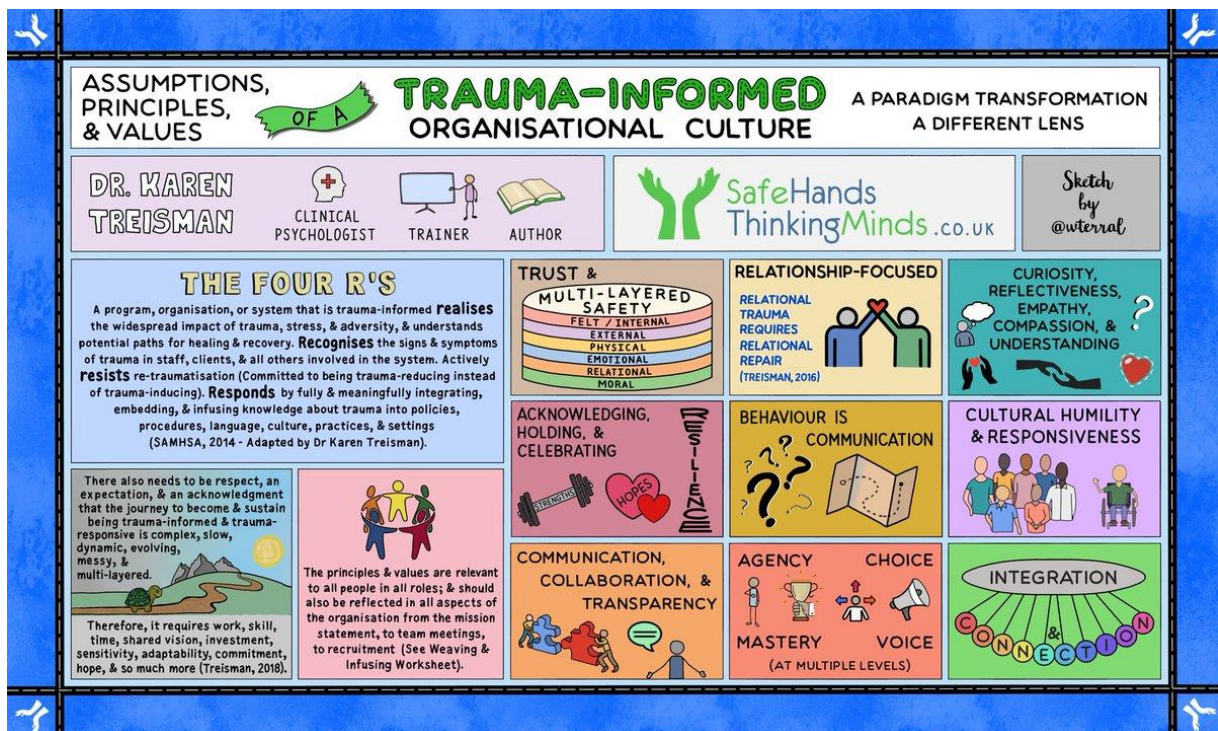 ASSUMPTIONS,
PRINCIPLES,
& VALUES
OF A
TRAUMA-INFORMED
ORGANISATIONAL CULTURE
A PARADIGM TRANSFORMATION
A DIFFERENT LENS
DR. KAREN
TREISMAN
CLINICAL
PSYCHOLOGIST
TRAINER
AUTHOR
SafeHands
ThinkingMinds.CO.UK
Sketch
by
@wterral
THE FOUR R'S
A program, organisation, or system that is trauma-informed realises
the widespread impact of trauma, stress, & adversity, & understands
potential paths for healing & recovery. Recognises the signs & symptoms
of trauma in staff, clients, & all others involved in the system. Actively
resists re-traumatisation (Committed to being trauma-reducing instead
of trauma-inducing). Responds by fully & meaningfully integrating,
embedding, & infusing knowledge about trauma into policies,
procedures, language, culture, practices, & settings
(SAMHSA, 2014 - Adapted by Dr Karen Treisman).
There also needs to be respect, an
expectation, & an acknowledgment
that the journey to become & sustain
being trauma-informed & trauma-
responsive is complex, slow,
dynamic, evolving,
messy, &
multi-layered.
Therefore, it requires work, skill,
time, shared vision, investment,
sensitivity, adaptability, commitment,
hope, & so much more (Treisman, 2018).
The principles & values are relevant
to all people in all roles; & should
also be reflected in all aspects of
the organisation from the mission
statement, to team meetings,
to recruitment (See Weaving &
Infusing Worksheet).
TRUST &
MULTI-LAYERED
SAFETY
FELT / INTERNAL
EXTERNAL
PHYSICAL
EMOTIONAL
RELATIONAL
MORAL
RELATIONSHIP-FOCUSED
RELATIONAL
TRAUMA
REQUIRES
RELATIONAL
REPAIR
(TREISMAN, 2016)
CURIOSITY,
REFLECTIVENESS,
EMPATHY,
COMPASSION, &
UNDERSTANDING
?
ACKNOWLEDGING,
HOLDING, &
CELEBRATING
STRENGTHS
HOPES
RESILIENCE
BEHAVIOUR IS
COMMUNICATION
? ? ? ? ?
CULTURAL HUMILITY
& RESPONSIVENESS
COMMUNICATION,
COLLABORATION, &
TRANSPARENCY
AGENCY
CHOICE
MASTERY
VOICE
(AT MULTIPLE LEVELS)
INTEGRATION
&
CONNECTION